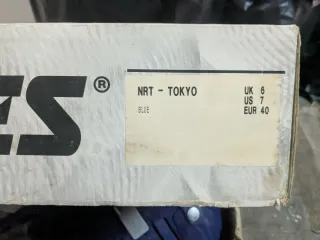 ES®
NRT - TOKYO UK 6
US 7
BLUE EUR 40